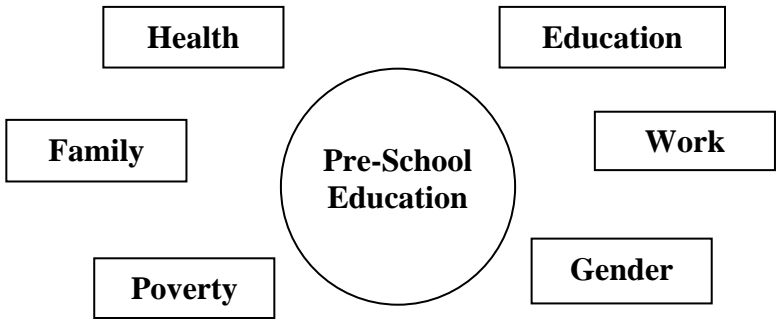 Health
Education
Family
Work
Pre-School
Education
Poverty
Gender